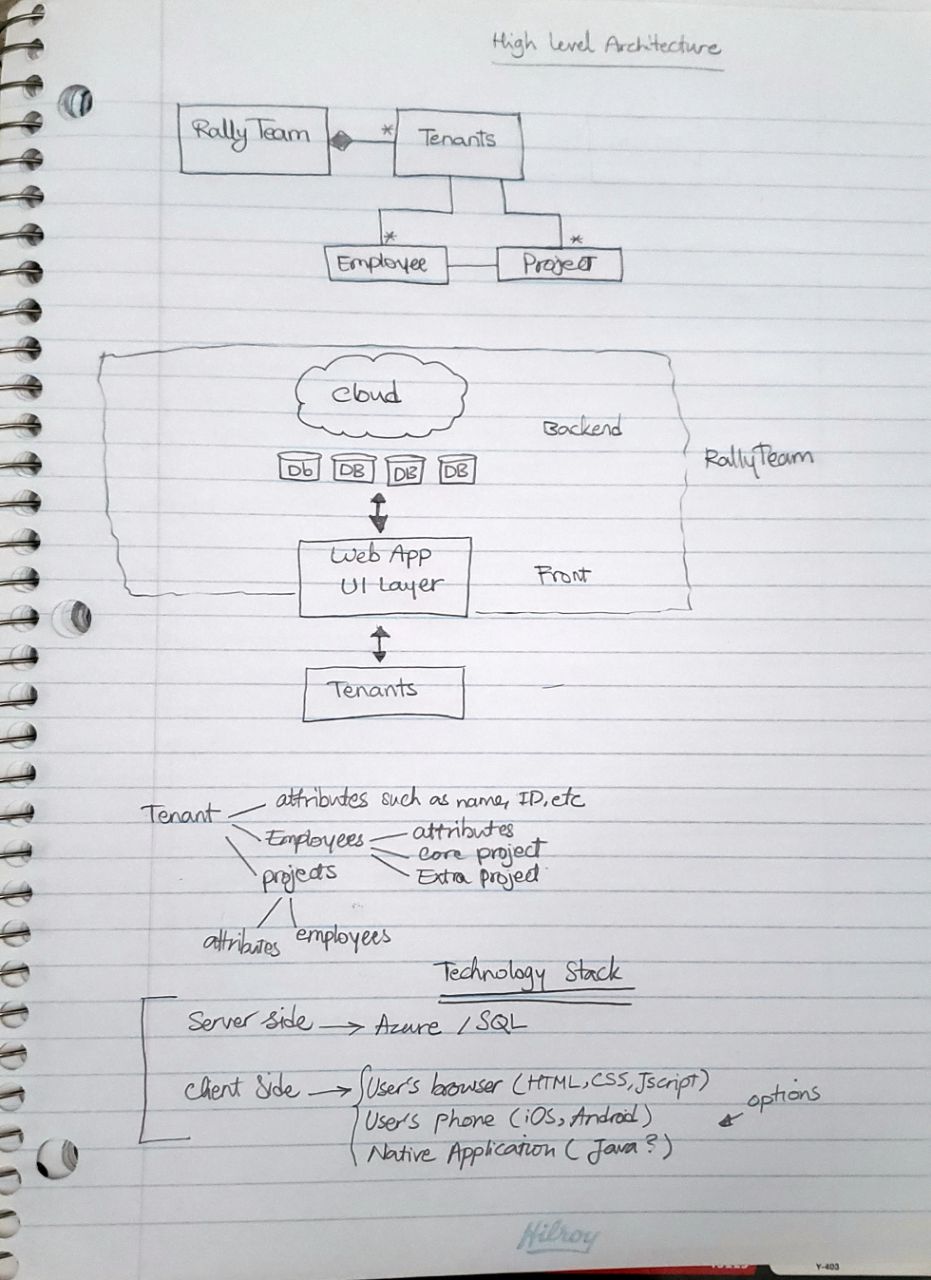 High Level Architecture
RallyTeam * Tenants
* *
Employee Project
Cloud
Backend
Db DB DB DB
RallyTeam
Web App
UI Layer
Front
Tenants
Tenant attributes such as name, ID, etc
Employees attributes
core project
Extra project
projects
attributes employees
Technology Stack
Server side → Azure / SQL
Client side → User's browser (HTML, CSS, Jscript)
User's phone (iOS, Android)
options
Native Application (Java?)
Hilroy
Y-403